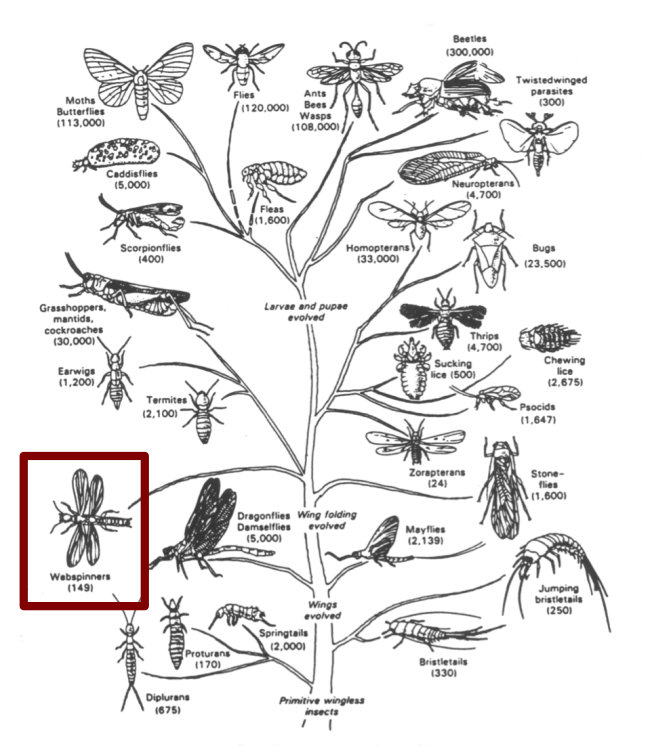 Beetles
(300,000)
Twistedwinged
parasites
(300)
Moths
Butterflies
(113,000)
Flies
(120,000)
Ants
Bees
Wasps
(108,000)
Caddisflies
(5,000)
Fleas
(1,600)
Neuropterans
(4,700)
Scorpionflies
(400)
Homopterans
(33,000)
Bugs
(23,500)
Grasshoppers,
mantids,
cockroaches
(30,000)
Larvae and pupae
evolved
Thrips
(4,700)
Sucking
lice (500)
Chewing
lice
(2,675)
Earwigs
(1,200)
Termites
(2,100)
Psocids
(1,647)
Zorapterans
(24)
Stone-
flies
(1,600)
Webspinners
(149)
Dragonflies
Damselflies
(5,000)
Wing folding
evolved
Mayflies
(2,139)
Jumping
bristletails
(250)
Wings
evolved
Springtails
(2,000)
Proturans
(170)
Bristletails
(330)
Diplurans
(675)
Primitive wingless
insects